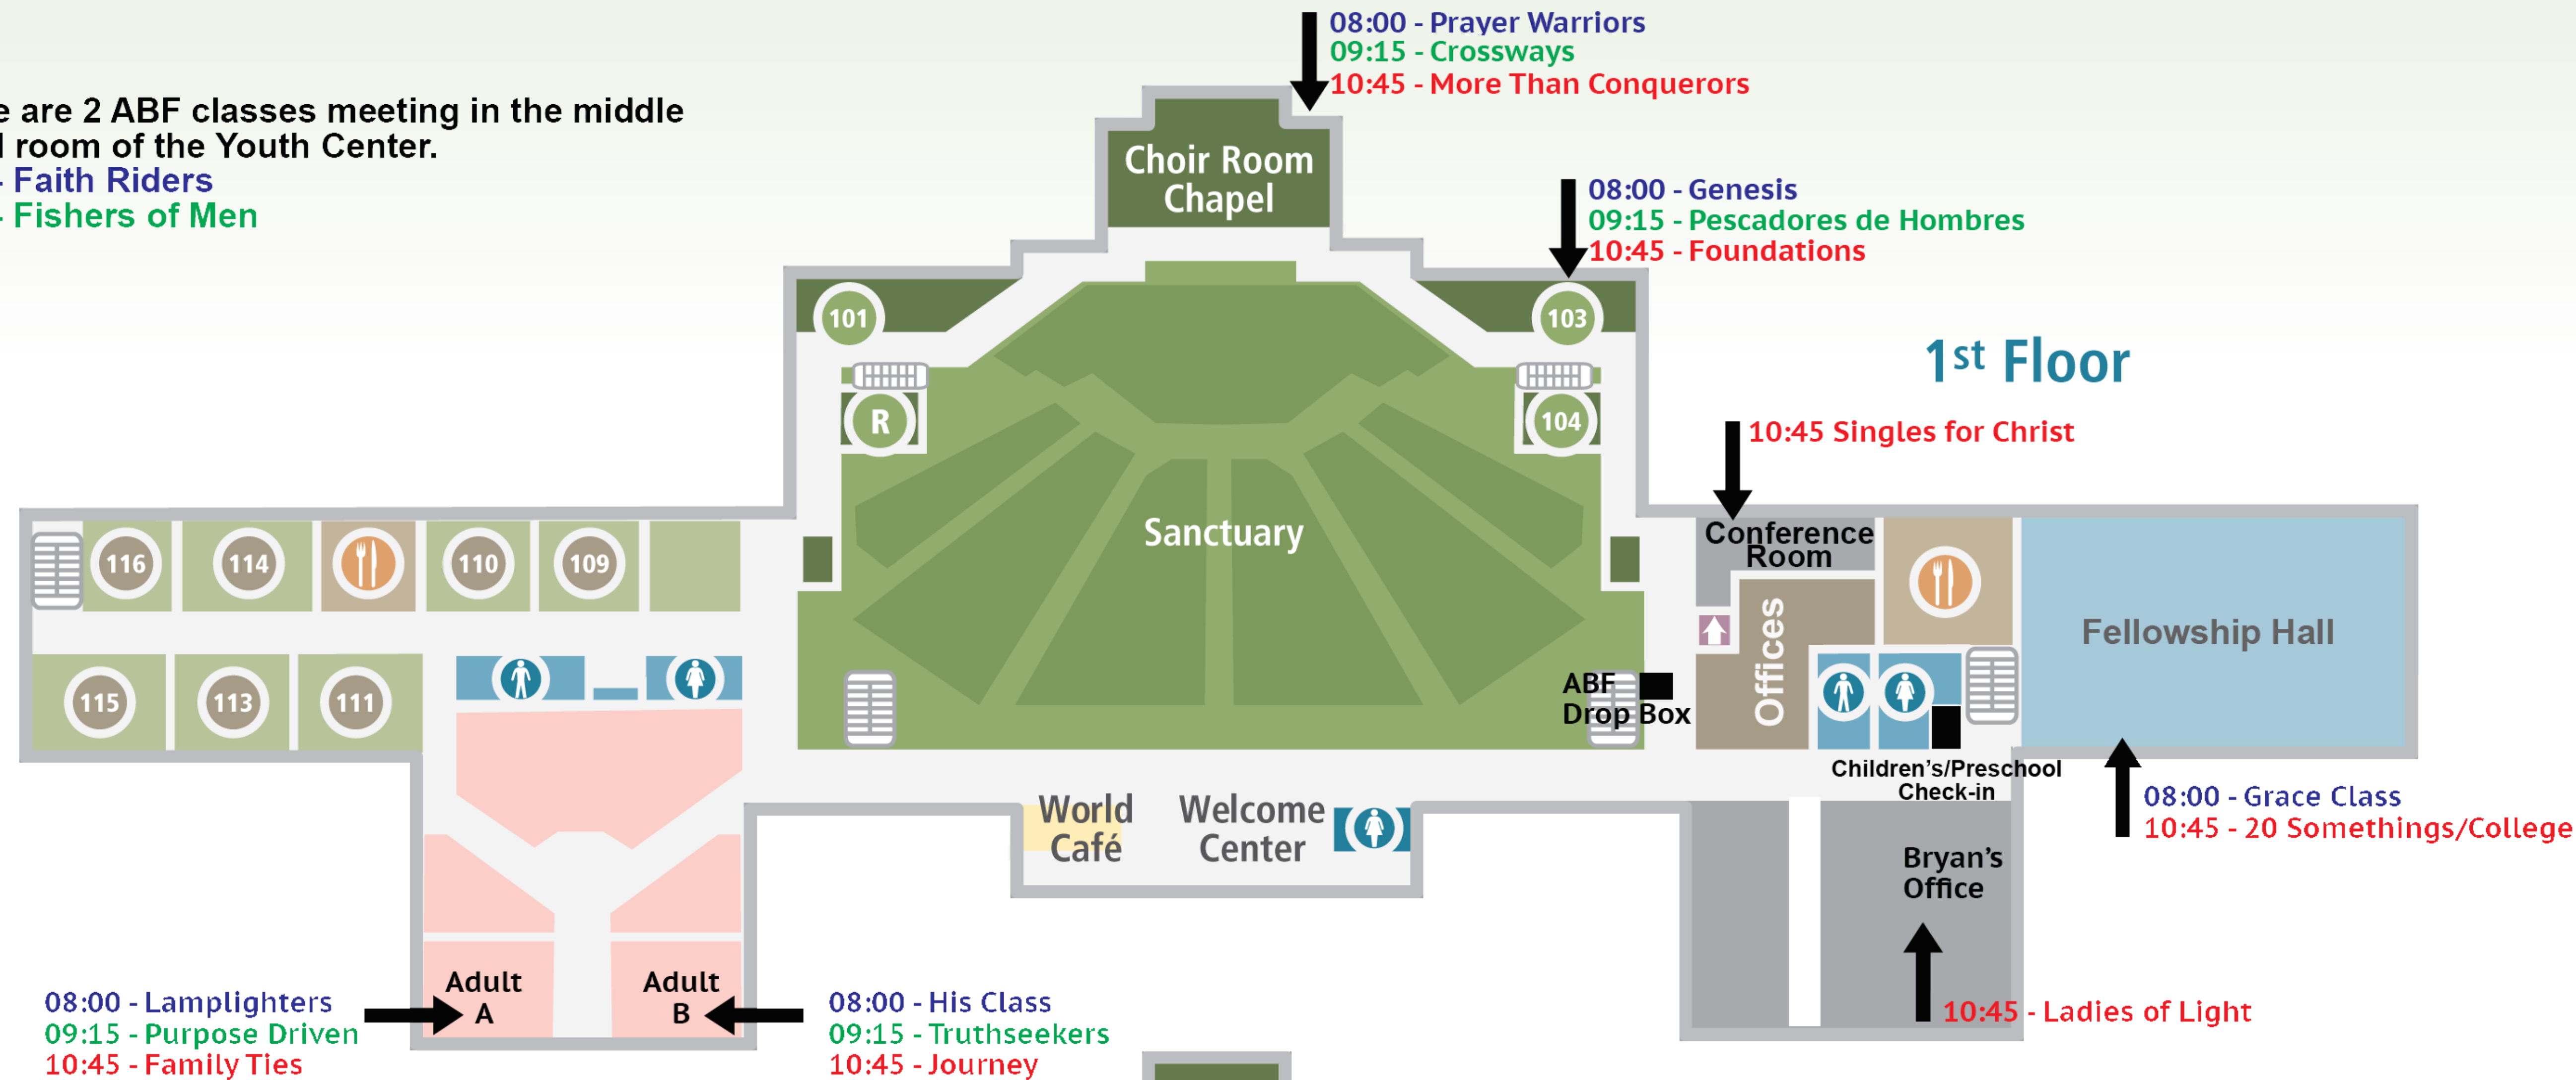 08:00 - Prayer Warriors
09:15 - Crossways
10:45 - More Than Conquerors
are 2 ABF classes meeting in the middle
room of the Youth Center.
- Faith Riders
- Fishers of Men
Choir Room
Chapel
08:00 - Genesis
09:15 - Pescadores de Hombres
10:45 - Foundations
101
103
1st Floor
R
104
10:45 Singles for Christ
Sanctuary
Conference
Room
116
114
110
109
Offices
Fellowship Hall
115
113
111
ABF
Drop Box
Children's/Preschool
Check-in
World
Café
Welcome
Center
08:00 - Grace Class
10:45 - 20 Somethings/College
Bryan's
Office
Adult
A
Adult
B
08:00 - Lamplighters
09:15 - Purpose Driven
10:45 - Family Ties
08:00 - His Class
09:15 - Truthseekers
10:45 - Journey
10:45 - Ladies of Light